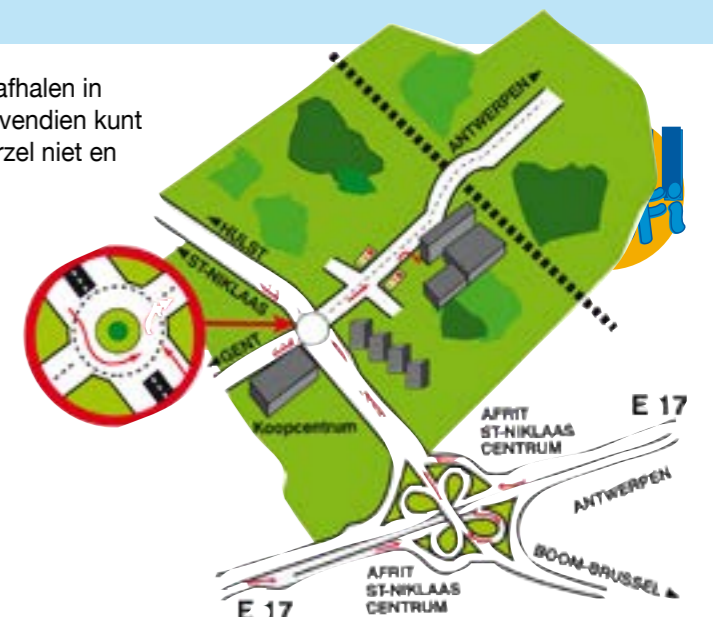 afhalen in
vendien kunt
rzel niet en
ANTWERPEN
HULST
ST-NIKLAAS
GENT
Koopcentrum
AFRIT
ST-NIKLAAS
CENTRUM
E 17
ANTWERPEN
BOOM-BRUSSEL
AFRIT
ST-NIKLAAS
CENTRUM
E 17